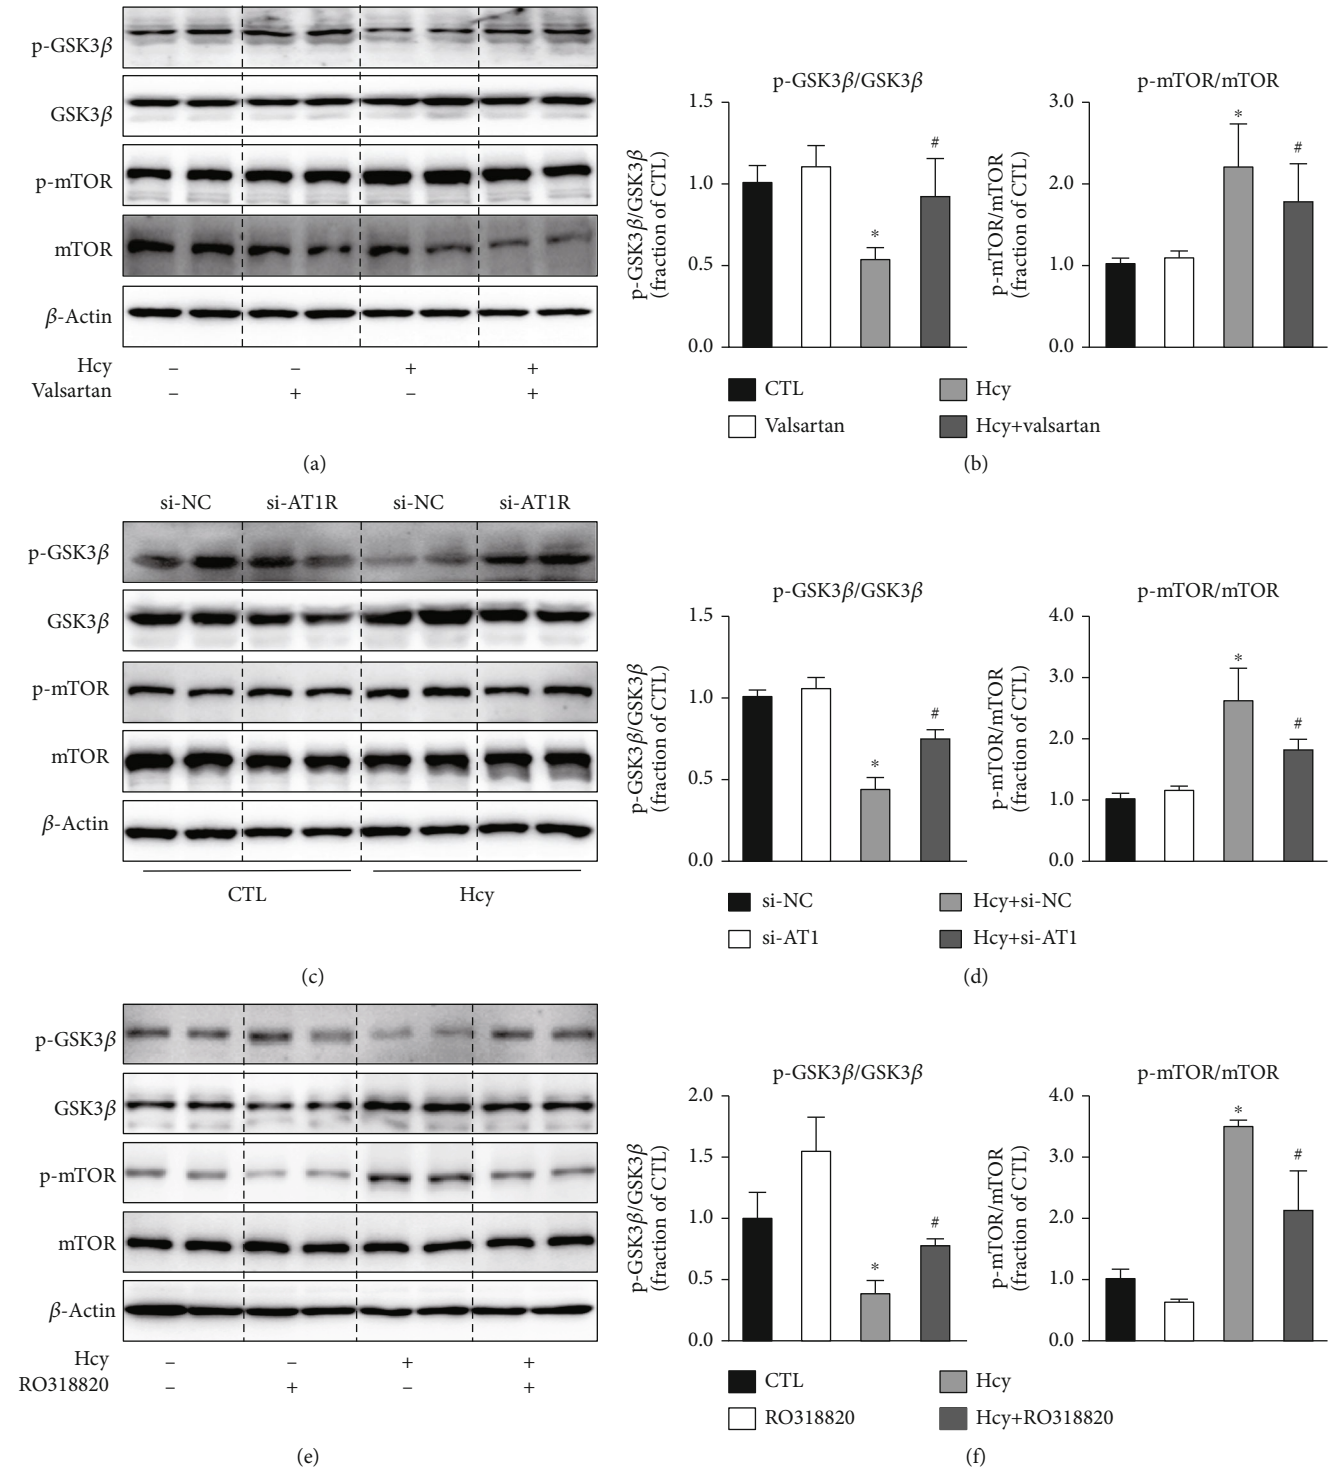 p-GSK3β
GSK3β
p-mTOR
mTOR
β-Actin
Hcy – – + +
Valsartan – + – +
(a)
p-GSK3β/GSK3β
p-GSK3β/GSK3β
(fraction of CTL)
1.5
1.0
0.5
0.0
*
#
p-mTOR/mTOR
p-mTOR/mTOR
(fraction of CTL)
3.0
2.0
1.0
0.0
*
#
CTL
Valsartan
Hcy
Hcy+valsartan
(b)
si-NC si-AT1R si-NC si-AT1R
p-GSK3β
GSK3β
p-mTOR
mTOR
β-Actin
CTL Hcy
(c)
p-GSK3β/GSK3β
p-GSK3β/GSK3β
(fraction of CTL)
1.5
1.0
0.5
0.0
*
#
p-mTOR/mTOR
p-mTOR/mTOR
(fraction of CTL)
4.0
3.0
2.0
1.0
0.0
*
#
si-NC
si-AT1
Hcy+si-NC
Hcy+si-AT1
(d)
p-GSK3β
GSK3β
p-mTOR
mTOR
β-Actin
Hcy – – + +
RO318820 – + – +
(e)
p-GSK3β/GSK3β
p-GSK3β/GSK3β
(fraction of CTL)
2.0
1.5
1.0
0.5
0.0
*
#
p-mTOR/mTOR
p-mTOR/mTOR
(fraction of CTL)
4.0
3.0
2.0
1.0
0.0
*
#
CTL
RO318820
Hcy
Hcy+RO318820
(f)